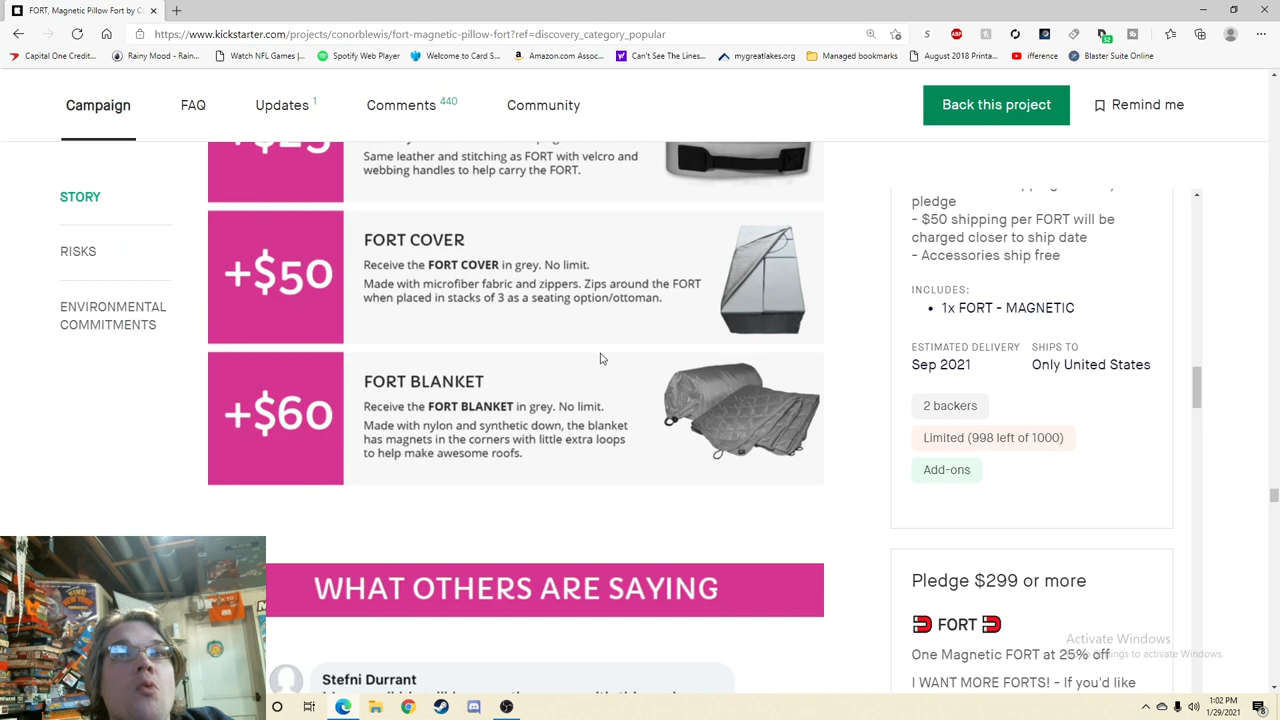 FORT, Magnetic Pillow Fort by C
https://www.kickstarter.com/projects/conorblewis/fort-magnetic-pillow-fort?ref=discovery_category_popular
Capital One Credit...
Rainy Mood - Rain...
Watch NFL Games |...
Spotify Web Player
Welcome to Card S...
Amazon.com Assoc...
Can't See The Lines...
mygreatlakes.org
Managed bookmarks
August 2018 Printa...
ifference
Blaster Suite Online
Campaign
FAQ
Updates 1
Comments 440
Community
Back this project
Remind me
STORY
RISKS
ENVIRONMENTAL
COMMITMENTS
+$25
Same leather and stitching as FORT with velcro and
webbing handles to help carry the FORT.
+$50
FORT COVER
Receive the FORT COVER in grey. No limit.
Made with microfiber fabric and zippers. Zips around the FORT
when placed in stacks of 3 as a seating option/ottoman.
+$60
FORT BLANKET
Receive the FORT BLANKET in grey. No limit.
Made with nylon and synthetic down, the blanket
has magnets in the corners with little extra loops
to help make awesome roofs.
WHAT OTHERS ARE SAYING
Stefni Durrant
pledge
- $50 shipping per FORT will be
charged closer to ship date
- Accessories ship free
INCLUDES:
• 1x FORT - MAGNETIC
ESTIMATED DELIVERY
Sep 2021
SHIPS TO
Only United States
2 backers
Limited (998 left of 1000)
Add-ons
Pledge $299 or more
FORT
One Magnetic FORT at 25% off
I WANT MORE FORTS! - If you'd like
Activate Windows
settings to activate Windows.
1:02 PM
1/29/2021